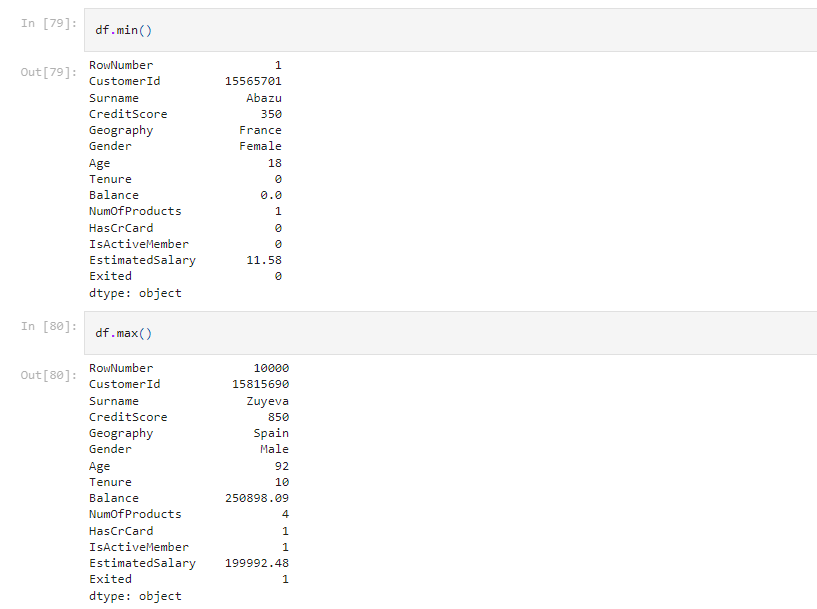 In [79]:
df.min()
Out[79]:
RowNumber 1
CustomerId 15565701
Surname Abazu
CreditScore 350
Geography France
Gender Female
Age 18
Tenure 0
Balance 0.0
NumOfProducts 1
HasCrCard 0
IsActiveMember 0
EstimatedSalary 11.58
Exited 0
dtype: object
In [80]:
df.max()
Out[80]:
RowNumber 10000
CustomerId 15815690
Surname Zuyeva
CreditScore 850
Geography Spain
Gender Male
Age 92
Tenure 10
Balance 250898.09
NumOfProducts 4
HasCrCard 1
IsActiveMember 1
EstimatedSalary 199992.48
Exited 1
dtype: object